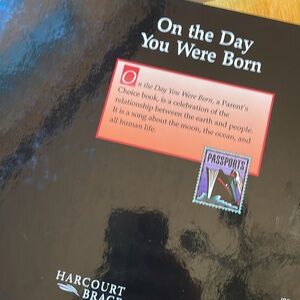 On the Day
You Were Born
On the Day You Were Born, a Parent's
Choice book, is a celebration of the
relationship between the earth and people.
It is a song about the moon, the ocean, and
all human life.
PASSPORTS
HARCOURT
BRACE